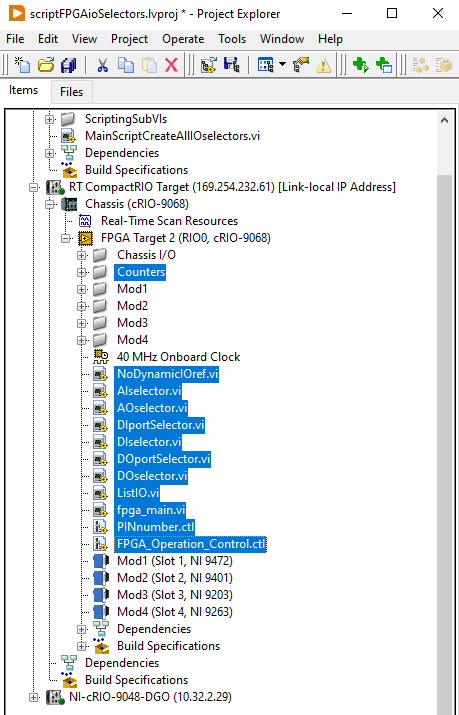 scriptFPGAioSelectors.lvproj * - Project Explorer
File Edit View Project Operate Tools Window Help
Items Files
ScriptingSubVIs
MainScriptCreateAllIOselectors.vi
Dependencies
Build Specifications
RT CompactRIO Target (169.254.232.61) [Link-local IP Address]
Chassis (cRIO-9068)
Real-Time Scan Resources
FPGA Target 2 (RIO0, cRIO-9068)
Chassis I/O
Counters
Mod1
Mod2
Mod3
Mod4
40 MHz Onboard Clock
NoDynamicIOref.vi
AIselector.vi
AOselector.vi
DIportSelector.vi
DIselector.vi
DOportSelector.vi
DOselector.vi
ListIO.vi
fpga_main.vi
PINnumber.ctl
FPGA_Operation_Control.ctl
Mod1 (Slot 1, NI 9472)
Mod2 (Slot 2, NI 9401)
Mod3 (Slot 3, NI 9203)
Mod4 (Slot 4, NI 9263)
Dependencies
Build Specifications
Dependencies
Build Specifications
NI-cRIO-9048-DGO (10.32.2.29)